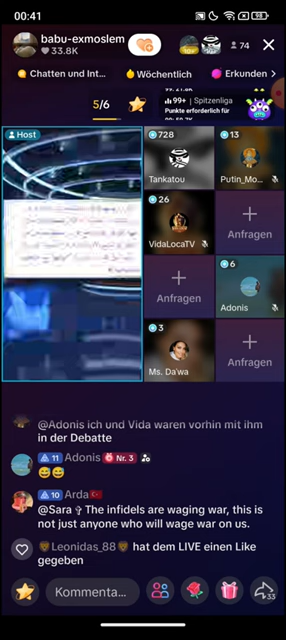 00:41
98
babu-exmoslem
33.8K
74
Chatten und Int...
Wöchentlich
Erkunden
5/6
99+ | Spitzenliga
Punkte erforderlich für
Host
728
Tankatou
13
Putin_Mo...
26
VidaLocaTV
Anfragen
Anfragen
6
Adonis
3
Ms. Da'wa
Anfragen
@Adonis ich und Vida waren vorhin mit ihm
in der Debatte
11 Adonis Nr. 3
😅😅
10 Arda🇹🇷
@Sara ✞ The infidels are waging war, this is
not just anyone who will wage war on us.
🦁Leonidas_88🦁 hat dem LIVE einen Like
gegeben
Kommenta...
33